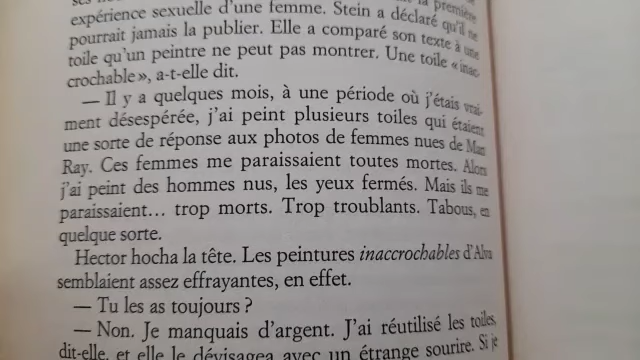 la première
expérience sexuelle d'une femme. Stein a déclaré qu'il ne
pourrait jamais la publier. Elle a comparé son texte à une
toile qu'un peintre ne peut pas montrer. Une toile « inac-
crochable », a-t-elle dit.
— Il y a quelques mois, à une période où j'étais vrai-
ment désespérée, j'ai peint plusieurs toiles qui étaient
une sorte de réponse aux photos de femmes nues de Man
Ray. Ces femmes me paraissaient toutes mortes. Alors
j'ai peint des hommes nus, les yeux fermés. Mais ils me
paraissaient... trop morts. Trop troublants. Tabous, en
quelque sorte.
Hector hocha la tête. Les peintures inaccrochables d'Alva
semblaient assez effrayantes, en effet.
— Tu les as toujours ?
— Non. Je manquais d'argent. J'ai réutilisé les toiles,
dit-elle, et elle le dévisagea avec un étrange sourire. Si je